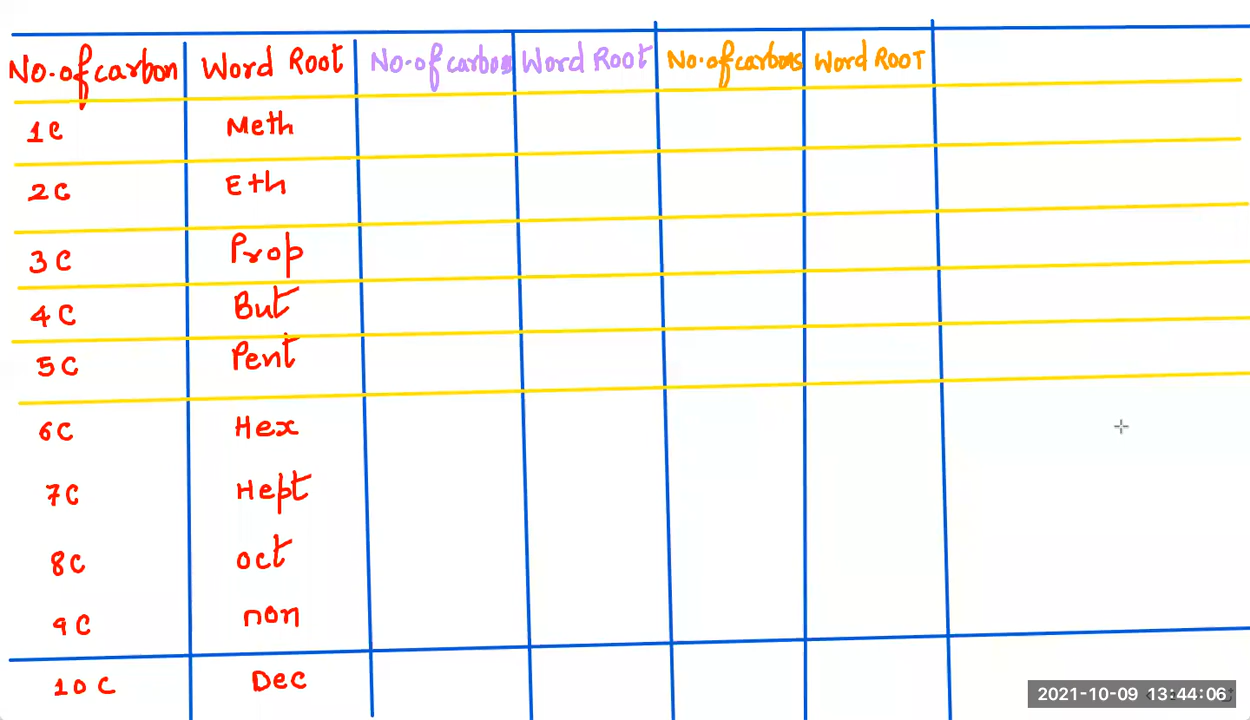 No. of carbon Word Root No. of carbons Word Root No. of carbons Word Root
1C Meth
2C Eth
3C Prop
4C But
5C Pent
6C Hex
7C Hept
8C oct
9C non
10C Dec
2021-10-09 13:44:06